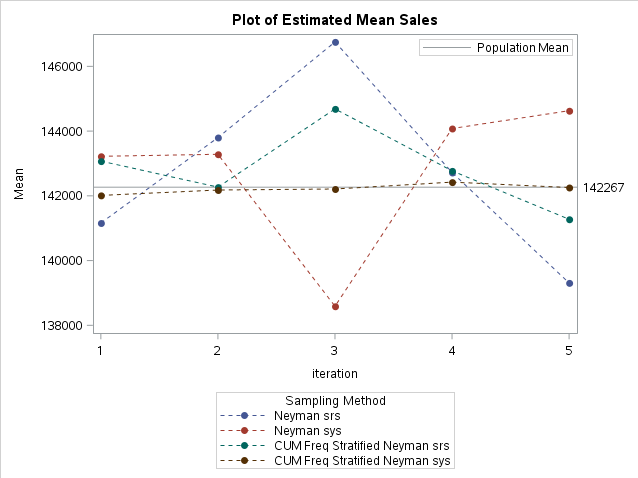 Plot of Estimated Mean Sales
Population Mean
146000
144000
142000
140000
138000
Mean
142267
1 2 3 4 5
iteration
Sampling Method
Neyman srs
Neyman sys
CUM Freq Stratified Neyman srs
CUM Freq Stratified Neyman sys